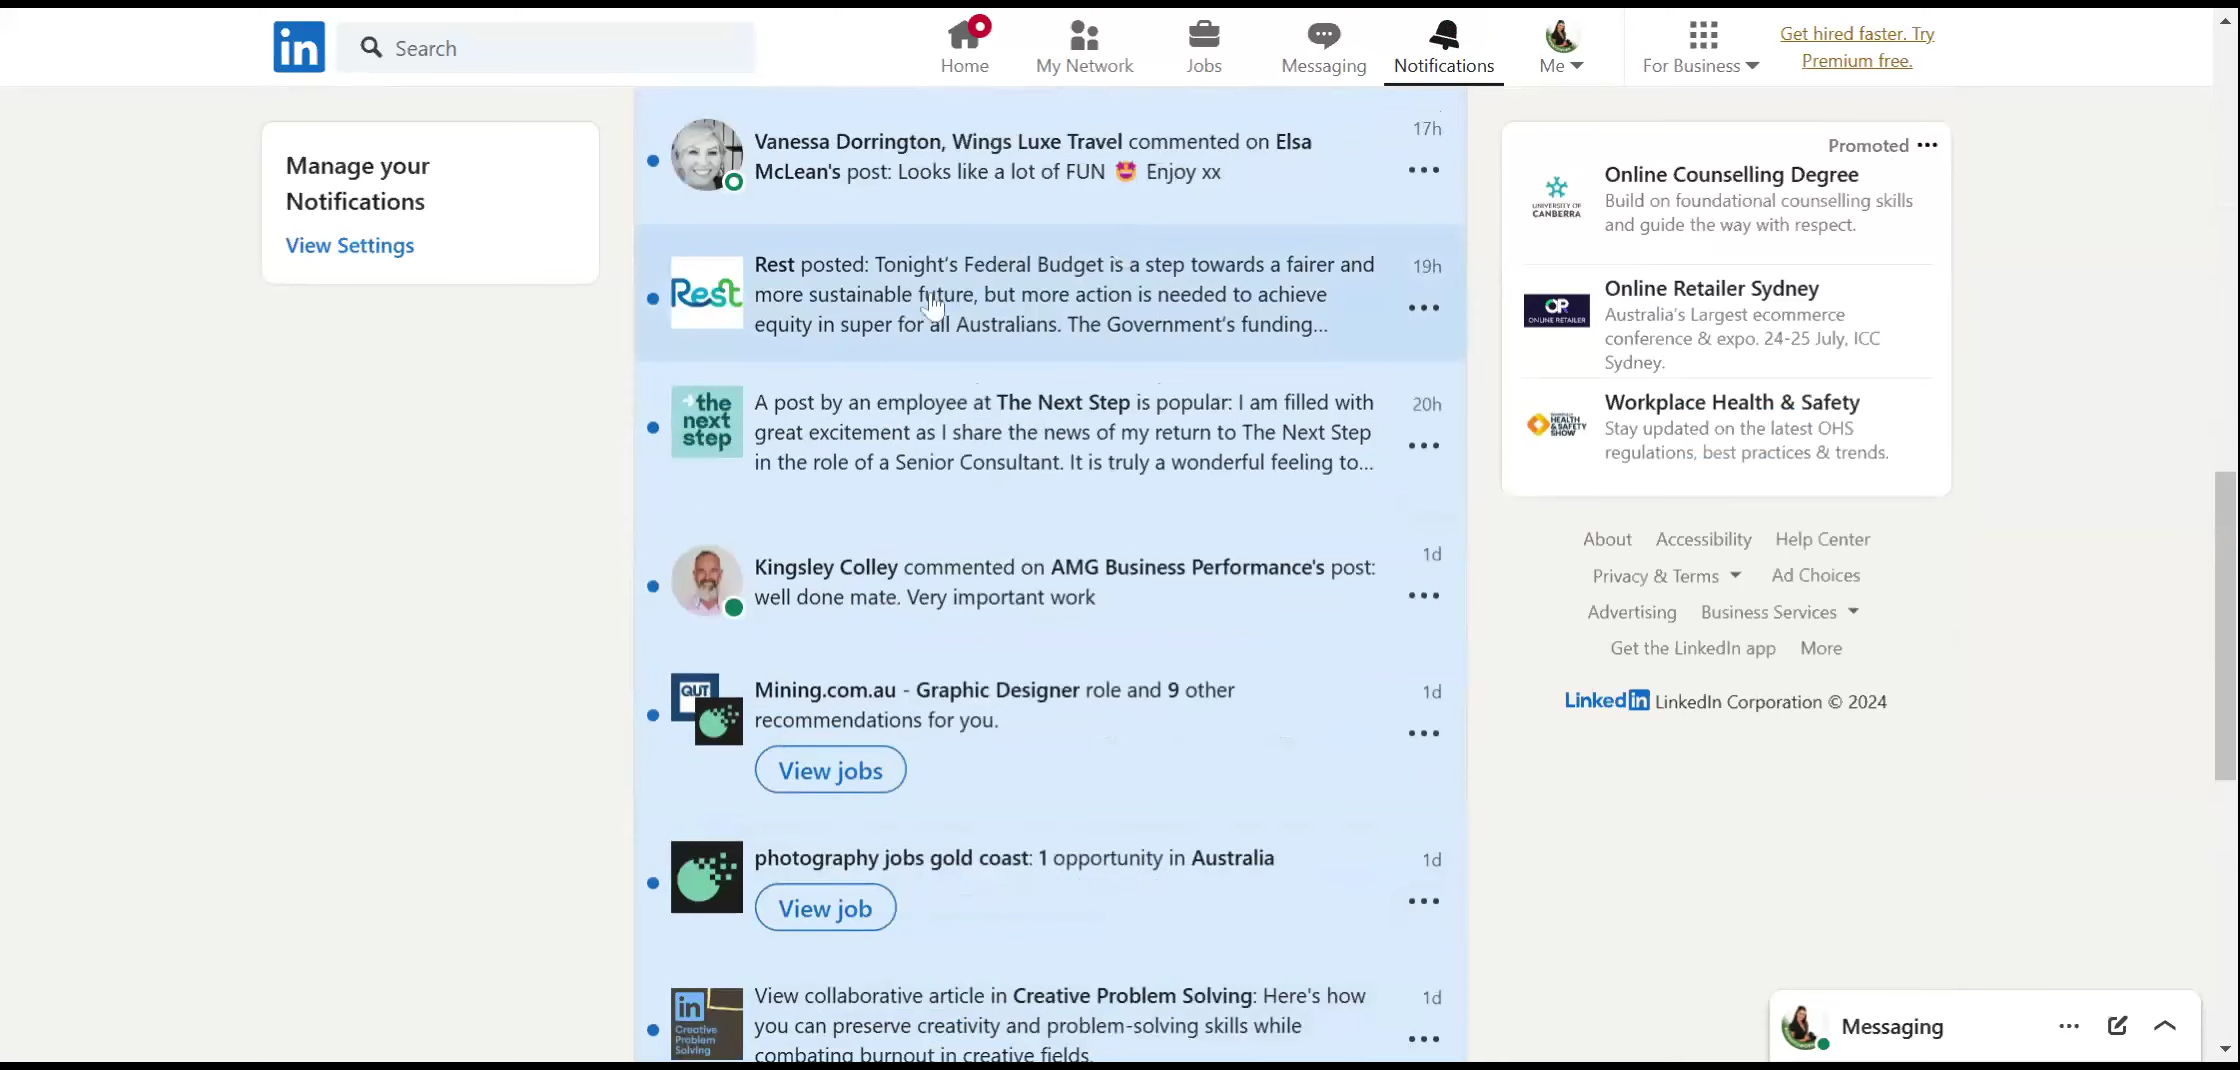 in
Search
Home
My Network
Jobs
Messaging
Notifications
Me
For Business
Get hired faster. Try
Premium free.
Manage your
Notifications
View Settings
Vanessa Dorrington, Wings Luxe Travel commented on Elsa
McLean's post: Looks like a lot of FUN 🤩 Enjoy xx
17h
Rest
Rest posted: Tonight's Federal Budget is a step towards a fairer and
more sustainable future, but more action is needed to achieve
equity in super for all Australians. The Government's funding...
19h
the
next
step
A post by an employee at The Next Step is popular: I am filled with
great excitement as I share the news of my return to The Next Step
in the role of a Senior Consultant. It is truly a wonderful feeling to...
20h
Kingsley Colley commented on AMG Business Performance's post:
well done mate. Very important work
1d
QUT
Mining.com.au - Graphic Designer role and 9 other
recommendations for you.
1d
View jobs
photography jobs gold coast: 1 opportunity in Australia
1d
View job
in
Creative
Problem
Solving
View collaborative article in Creative Problem Solving: Here's how
you can preserve creativity and problem-solving skills while
combating burnout in creative fields.
1d
Promoted
UNIVERSITY OF
CANBERRA
Online Counselling Degree
Build on foundational counselling skills
and guide the way with respect.
OR
ONLINE RETAILER
Online Retailer Sydney
Australia's Largest ecommerce
conference & expo. 24-25 July, ICC
Sydney.
HEALTH
& SAFETY
SHOW
Workplace Health & Safety
Stay updated on the latest OHS
regulations, best practices & trends.
About Accessibility Help Center
Privacy & Terms Ad Choices
Advertising Business Services
Get the LinkedIn app More
LinkedIn LinkedIn Corporation © 2024
Messaging